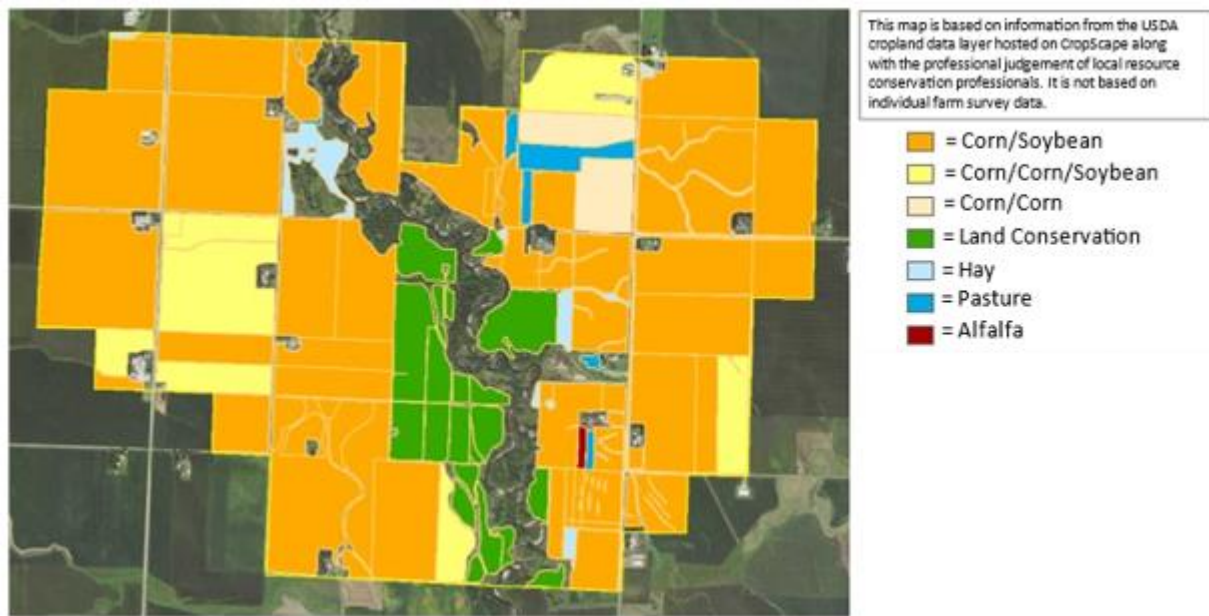 This map is based on information from the USDA
cropland data layer hosted on CropScape along
with the professional judgement of local resource
conservation professionals. It is not based on
individual farm survey data.
= Corn/Soybean
= Corn/Corn/Soybean
= Corn/Corn
= Land Conservation
= Hay
= Pasture
= Alfalfa